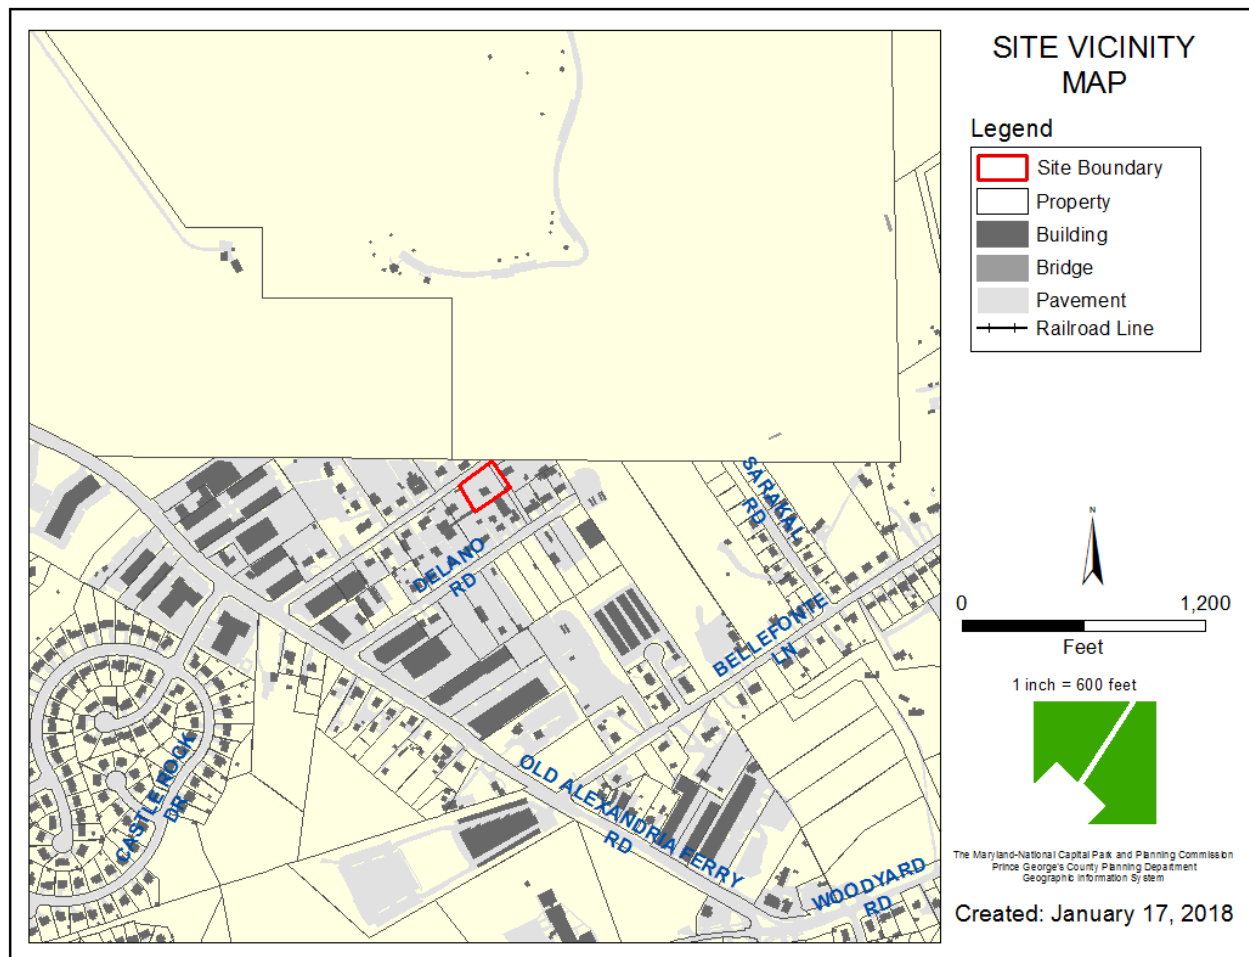 SITE VICINITY
MAP
Legend
Site Boundary
Property
Building
Bridge
Pavement
Railroad Line
SARAKAL
RD
DELANO
RD
BELLEFONTE
LN
CASTLE ROCK
DR
OLD ALEXANDRIA FERRY
RD
WOODYARD
RD
N
0 1,200
Feet
1 inch = 600 feet
The Maryland-National Capital Park and Planning Commission
Prince George's County Planning Department
Geographic Information System
Created: January 17, 2018